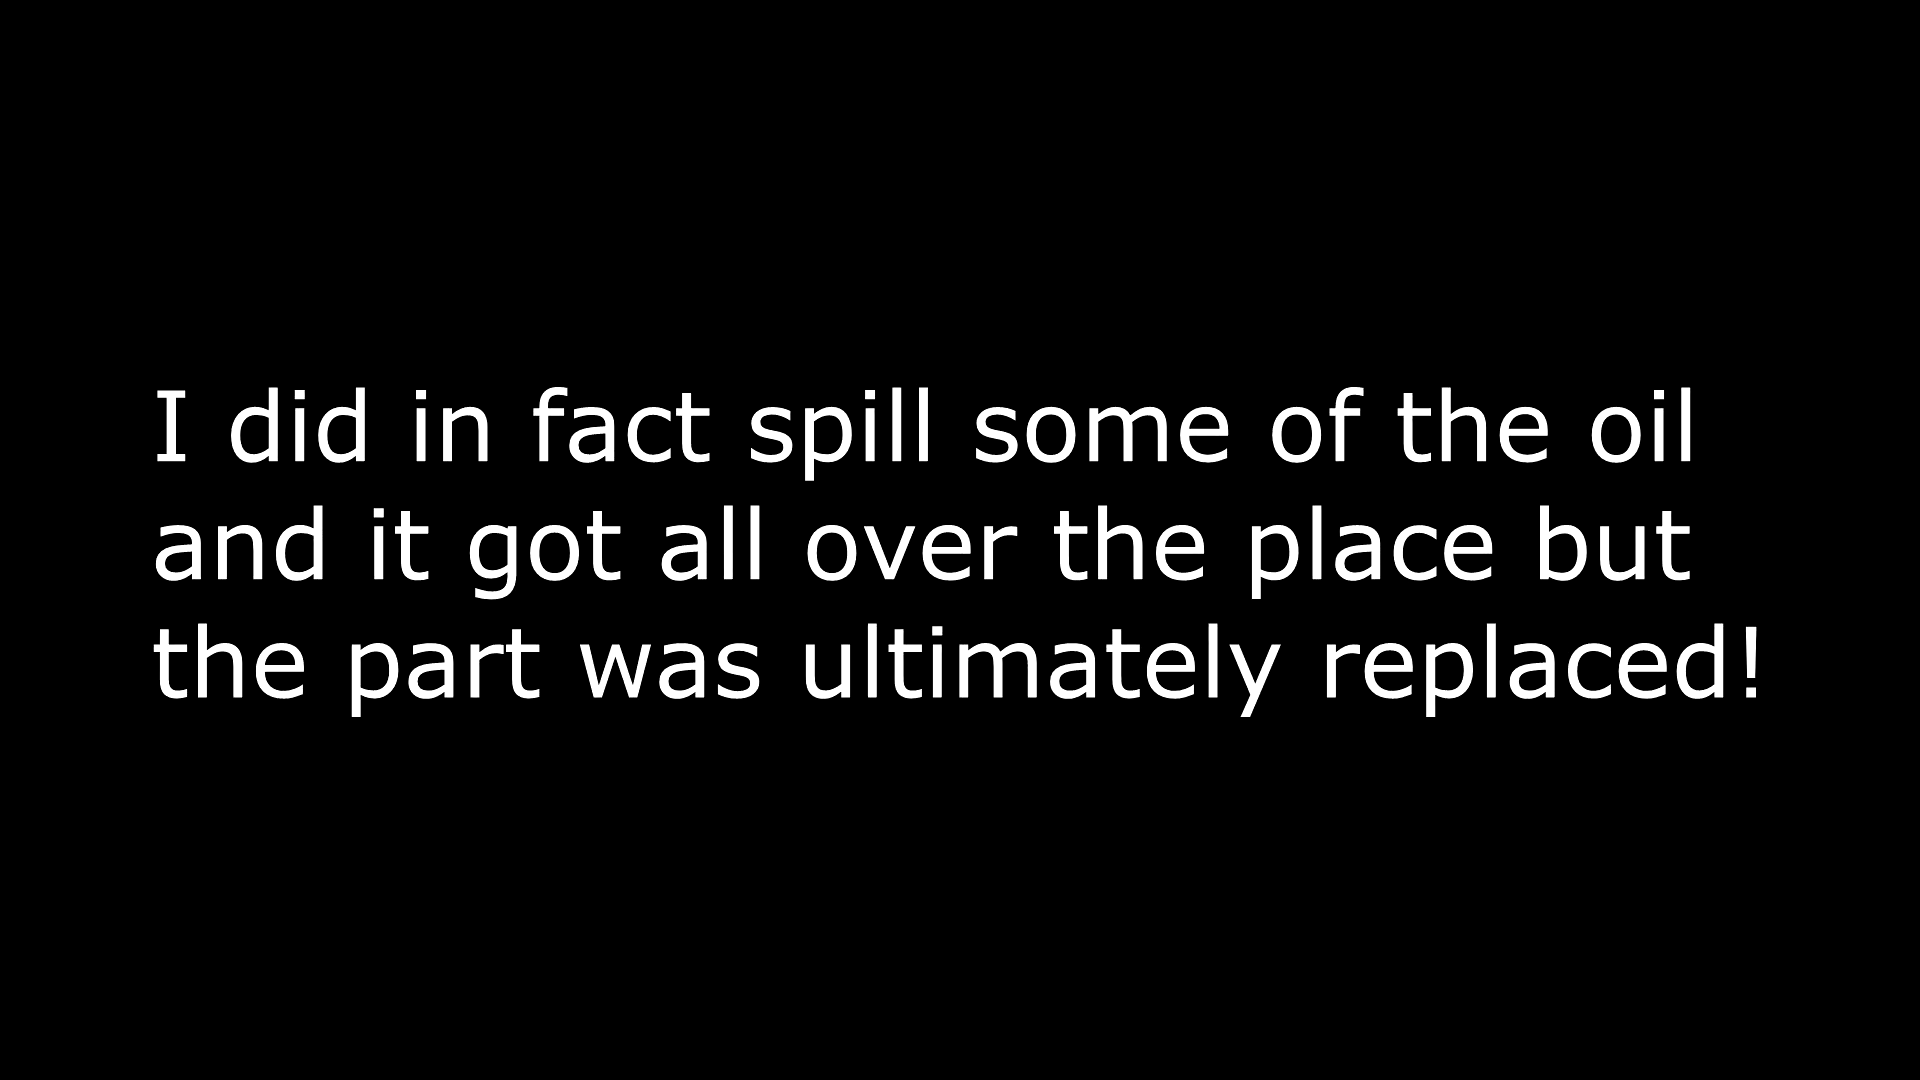 I did in fact spill some of the oil
and it got all over the place but
the part was ultimately replaced!